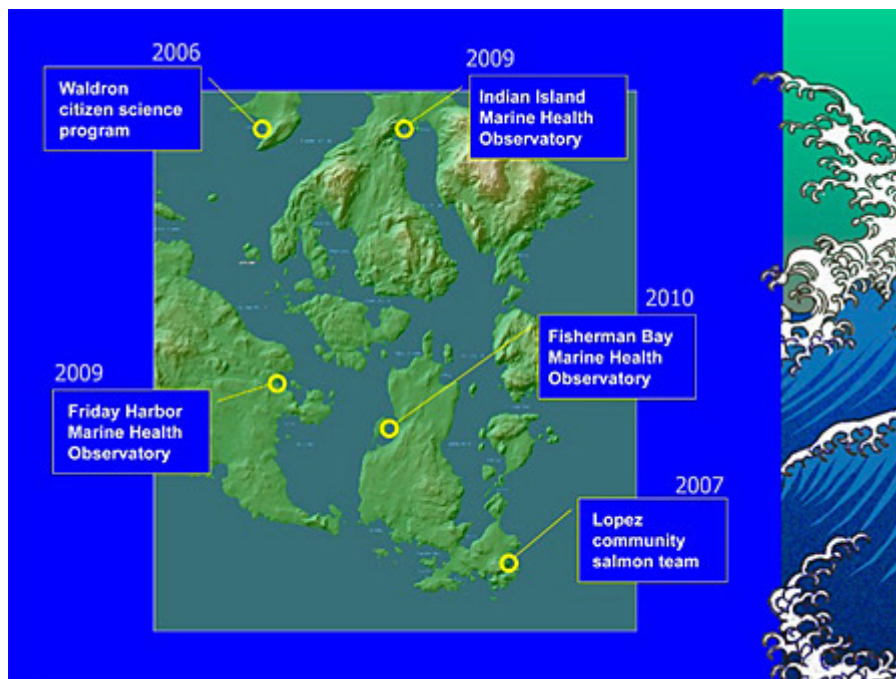 2006
Waldron
citizen science
program
2009
Indian Island
Marine Health
Observatory
2010
Fisherman Bay
Marine Health
Observatory
2009
Friday Harbor
Marine Health
Observatory
2007
Lopez
community
salmon team